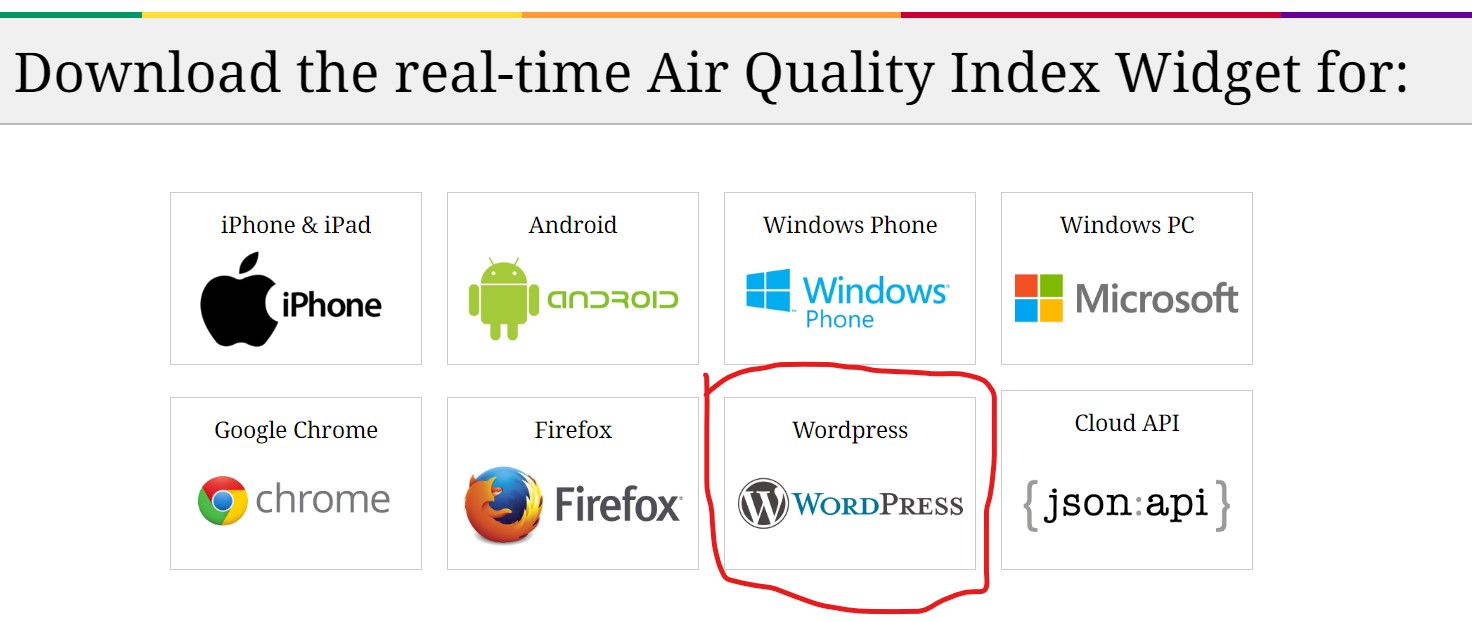 Download the real-time Air Quality Index Widget for:
iPhone & iPad
iPhone
Android
ANDROID
Windows Phone
Windows
Phone
Windows PC
Microsoft
Google Chrome
chrome
Firefox
Firefox
Wordpress
WORDPRESS
Cloud API
{json:api}